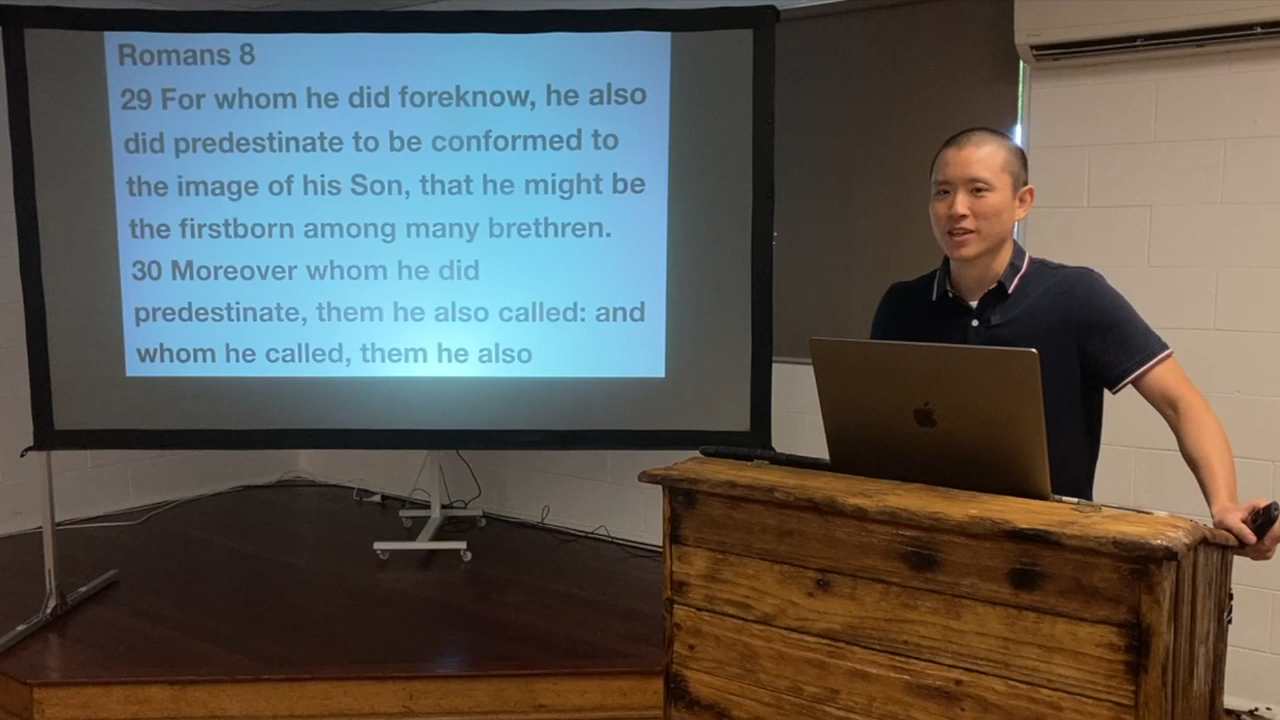 Romans 8
29 For whom he did foreknow, he also
did predestinate to be conformed to
the image of his Son, that he might be
the firstborn among many brethren.
30 Moreover whom he did
predestinate, them he also called: and
whom he called, them he also